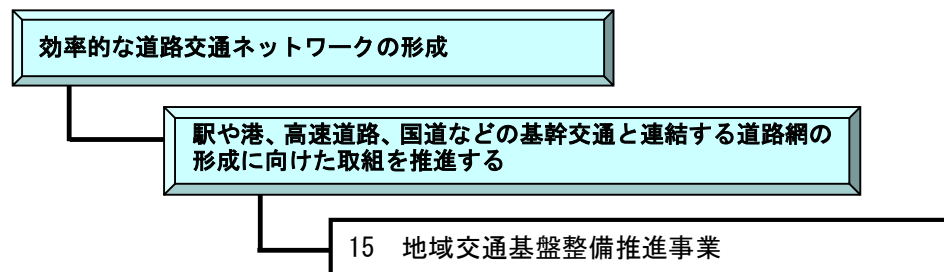 効率的な道路交通ネットワークの形成
駅や港、高速道路、国道などの基幹交通と連結する道路網の
形成に向けた取組を推進する
15　地域交通基盤整備推進事業